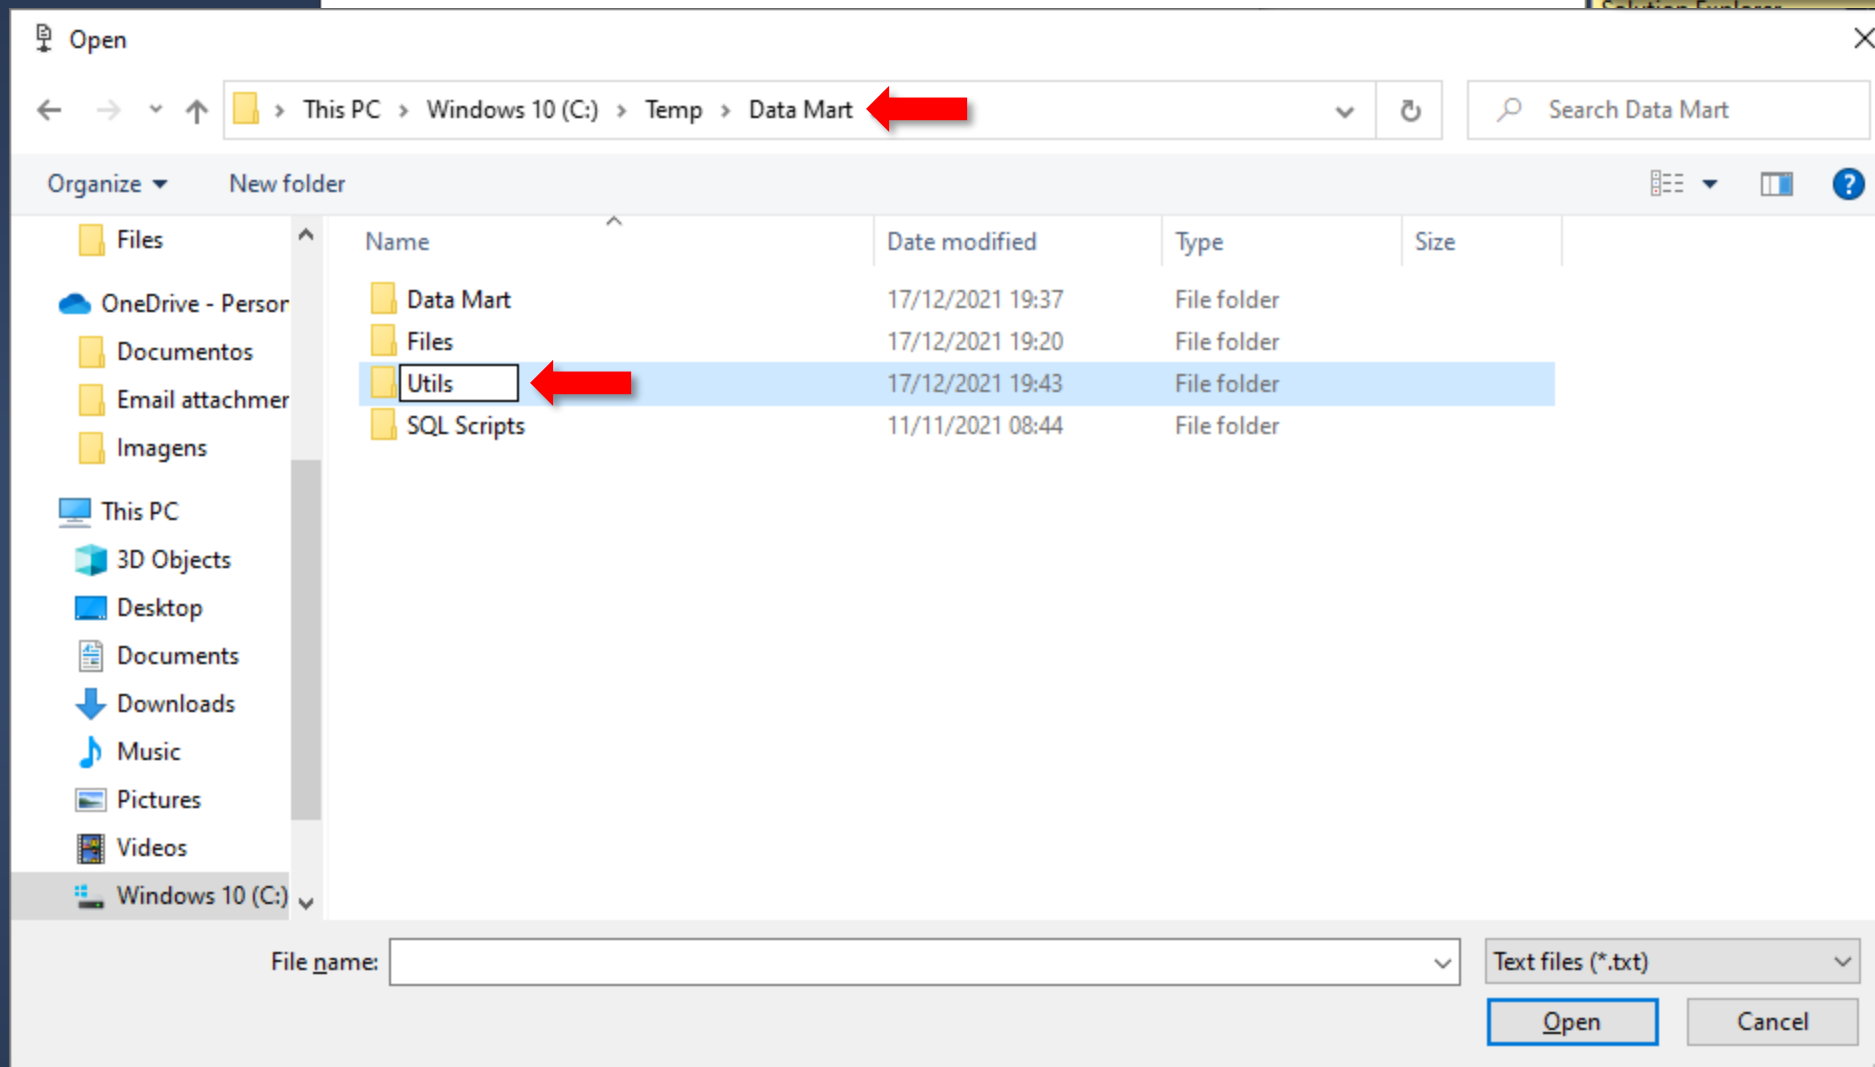 Solution Explorer
Open
This PC > Windows 10 (C:) > Temp > Data Mart
Search Data Mart
Organize
New folder
?
Name
Date modified
Type
Size
Files
OneDrive - Person
Documentos
Email attachmer
Imagens
This PC
3D Objects
Desktop
Documents
Downloads
Music
Pictures
Videos
Windows 10 (C:)
Data Mart 17/12/2021 19:37 File folder
Files 17/12/2021 19:20 File folder
Utils 17/12/2021 19:43 File folder
SQL Scripts 11/11/2021 08:44 File folder
File name:
Text files (*.txt)
Open
Cancel